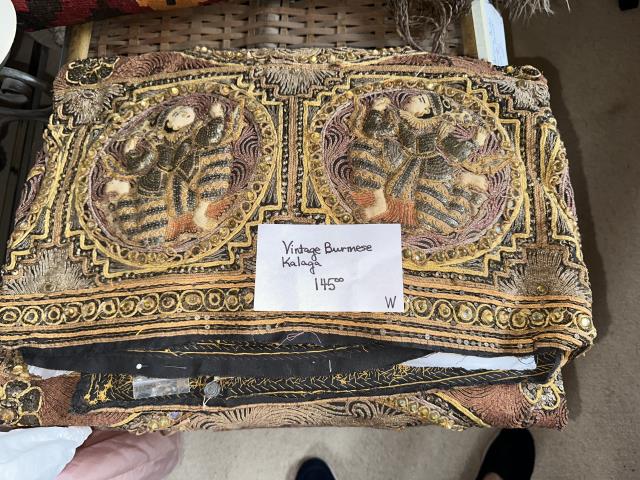 Vintage Burmese
Kalaga
145⁰⁰
W